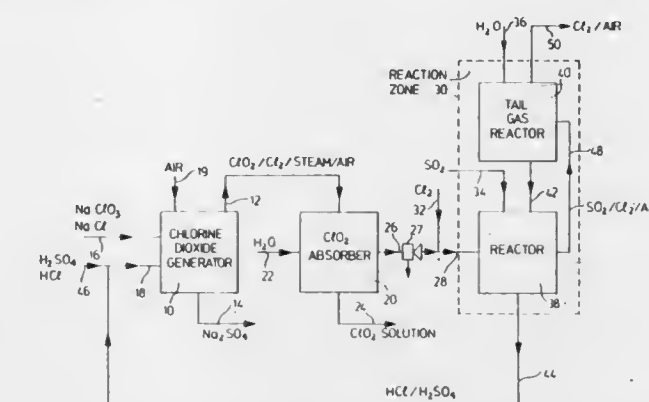 H2O 36
50 Cl2/AIR
REACTION
ZONE 30
40
TAIL
GAS
REACTOR
48
AIR 19
ClO2/Cl2/STEAM/AIR
12
SO2
34
42
Cl2
32
SO2/Cl2/A
NaClO3
NaCl
16
CHLORINE
DIOXIDE
GENERATOR
10
H2SO4
HCl
46
18
H2O
22
ClO2
ABSORBER
20
26 27
28
REACTOR
38
14
Na2SO4
24
ClO2 SOLUTION
HCl/H2SO4
44